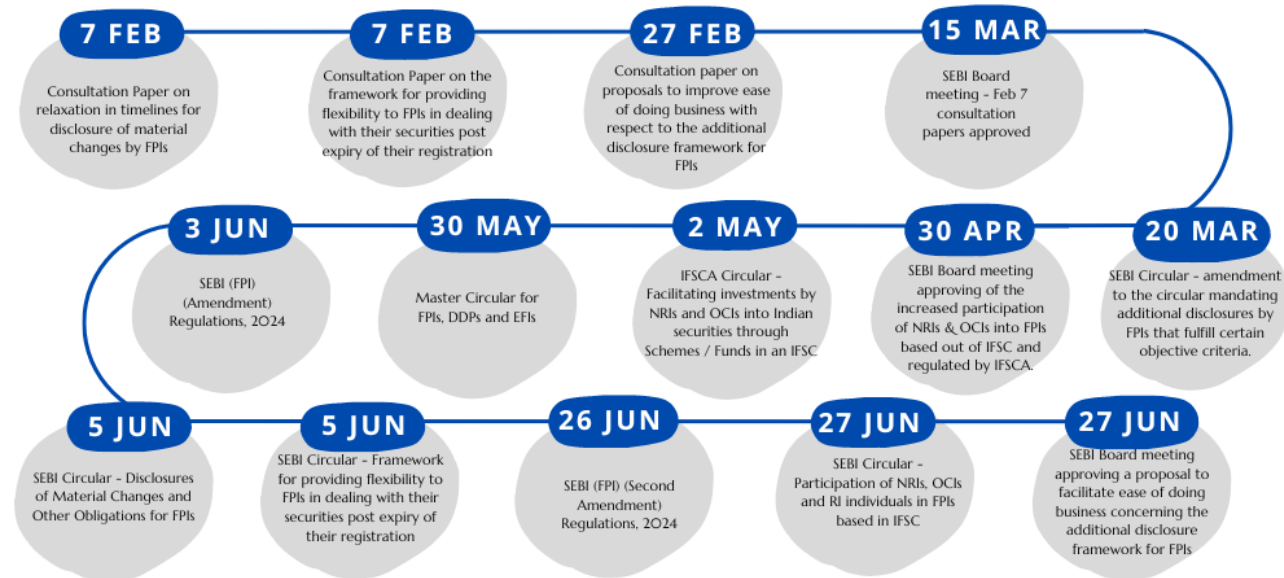 7 FEB
Consultation Paper on
relaxation in timelines for
disclosure of material
changes by FPIs
7 FEB
Consultation Paper on the
framework for providing
flexibility to FPIs in dealing
with their securities post
expiry of their registration
27 FEB
Consultation paper on
proposals to improve ease
of doing business with
respect to the additional
disclosure framework for
FPIs
15 MAR
SEBI Board
meeting - Feb 7
consultation
papers approved
20 MAR
SEBI Circular - amendment
to the circular mandating
additional disclosures by
FPIs that fulfill certain
objective criteria.
30 APR
SEBI Board meeting
approving of the
increased participation
of NRIs & OCIs into FPIs
based out of IFSC and
regulated by IFSCA.
2 MAY
IFSCA Circular -
Facilitating investments by
NRIs and OCIs into Indian
securities through
Schemes / Funds in an IFSC
30 MAY
Master Circular for
FPIs, DDPs and EFIs
3 JUN
SEBI (FPI)
(Amendment)
Regulations, 2024
5 JUN
SEBI Circular - Disclosures
of Material Changes and
Other Obligations for FPIs
5 JUN
SEBI Circular - Framework
for providing flexibility to
FPIs in dealing with their
securities post expiry of
their registration
26 JUN
SEBI (FPI) (Second
Amendment)
Regulations, 2024
27 JUN
SEBI Circular -
Participation of NRIs, OCIs
and RI individuals in FPIs
based in IFSC
27 JUN
SEBI Board meeting
approving a proposal to
facilitate ease of doing
business concerning the
additional disclosure
framework for FPIs